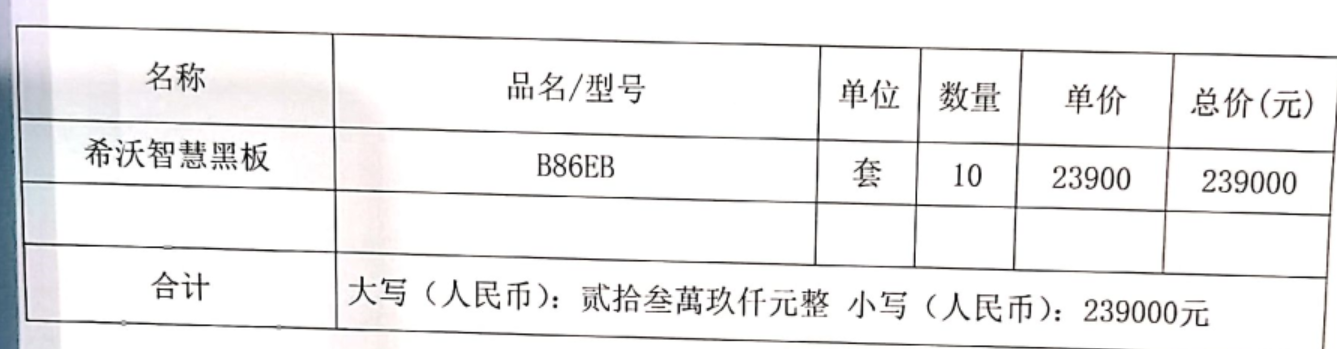 名称 品名/型号 单位 数量 单价 总价(元)
希沃智慧黑板 B86EB 套 10 23900 239000
合计 大写（人民币）：贰拾叁萬玖仟元整 小写（人民币）：239000元